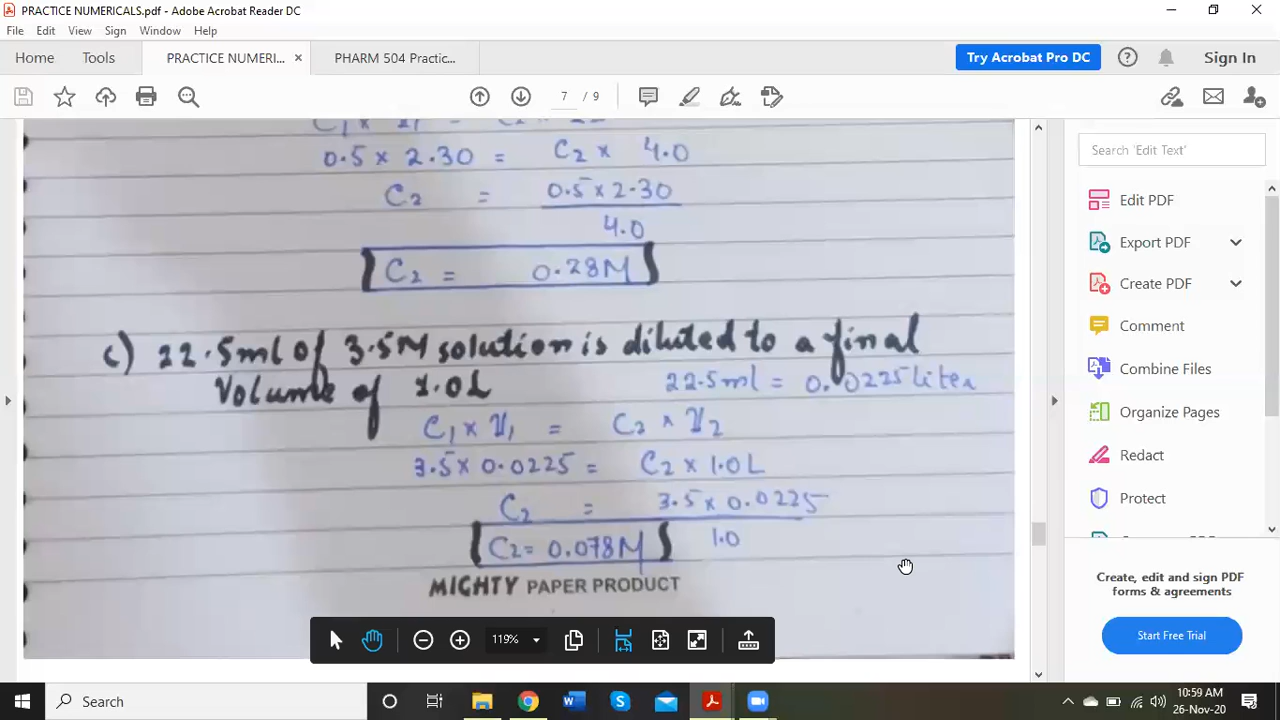 PRACTICE NUMERICALS.pdf - Adobe Acrobat Reader DC
File Edit View Sign Window Help
Home Tools PRACTICE NUMERI... × PHARM 504 Practic... Try Acrobat Pro DC Sign In
7 / 9
0.5 × 2.30 = C2 × 4.0
C2 = 0.5 × 2.30
4.0
C2 = 0.28M
c) 22.5ml of 3.5M solution is diluted to a final
Volume of 1.0L 22.5ml = 0.0225liter
C1 × V1 = C2 × V2
3.5 × 0.0225 = C2 × 1.0L
C2 = 3.5 × 0.0225
1.0
C2 = 0.078M
MIGHTY PAPER PRODUCT
119%
Search 'Edit Text'
Edit PDF
Export PDF
Create PDF
Comment
Combine Files
Organize Pages
Redact
Protect
Create, edit and sign PDF
forms & agreements
Start Free Trial
Search
10:59 AM
26-Nov-20